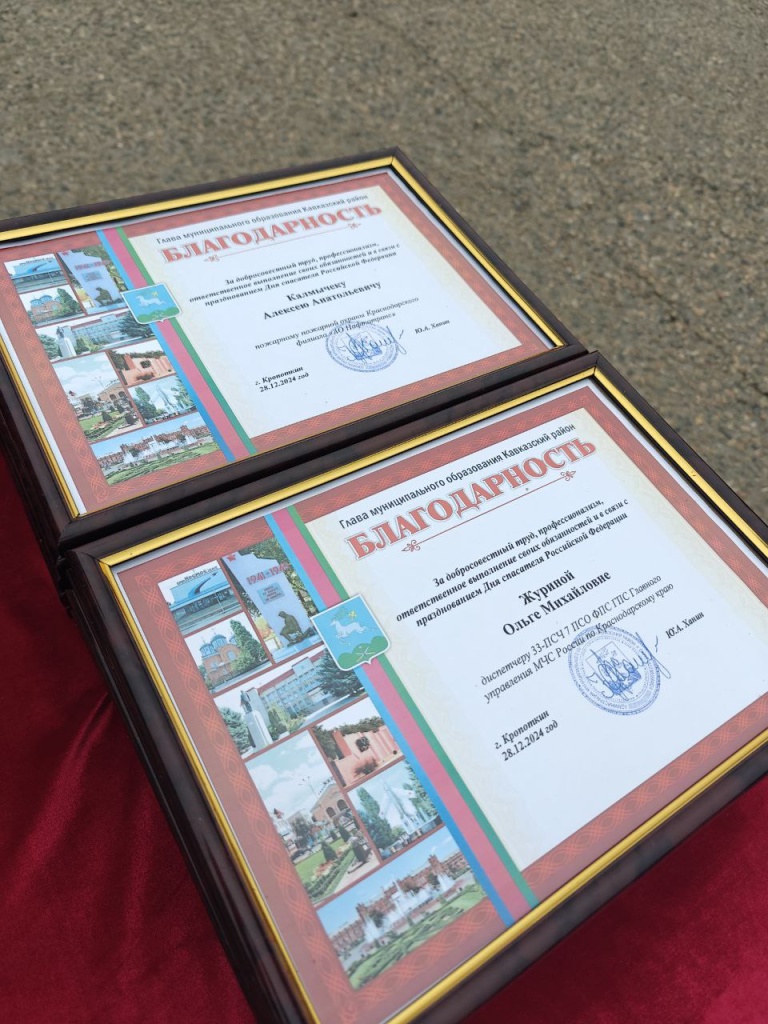 Глава муниципального образования Кавказский район
БЛАГОДАРНОСТЬ
За добросовестный труд, профессионализм,
ответственное выполнение своих обязанностей и в связи с
празднованием Дня спасателя Российской Федерации
Калмычеку
Алексею Анатольевичу
пожарному пожарной охраны Краснодарского
филиала АО
Ю.А. Ханин
г. Кропоткин
28.12.2024 год
Глава муниципального образования Кавказский район
БЛАГОДАРНОСТЬ
За добросовестный труд, профессионализм,
ответственное выполнение своих обязанностей и в связи с
празднованием Дня спасателя Российской Федерации
Журиной
Ольге Михайловне
диспетчеру 33-ПСЧ 7 ПСО ФПС ГПС Главного
управления МЧС России по Краснодарскому краю
Ю.А. Ханин
г. Кропоткин
28.12.2024 год